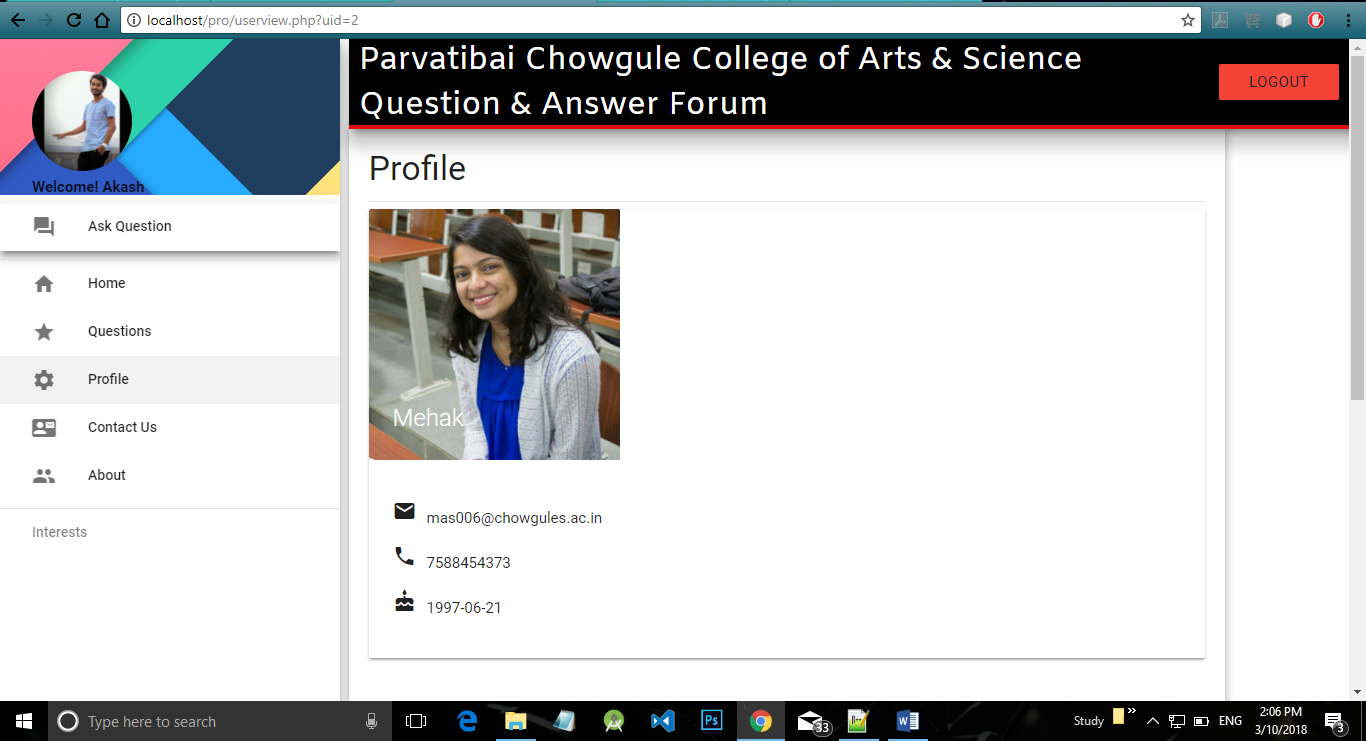 localhost/pro/userview.php?uid=2
Parvatibai Chowgule College of Arts & Science
Question & Answer Forum
LOGOUT
Welcome! Akash
Ask Question
Home
Questions
Profile
Contact Us
About
Interests
Profile
Mehak
mas006@chowgules.ac.in
7588454373
1997-06-21
Type here to search
Ps
33
W
Study
»
ENG
2:06 PM
3/10/2018
3